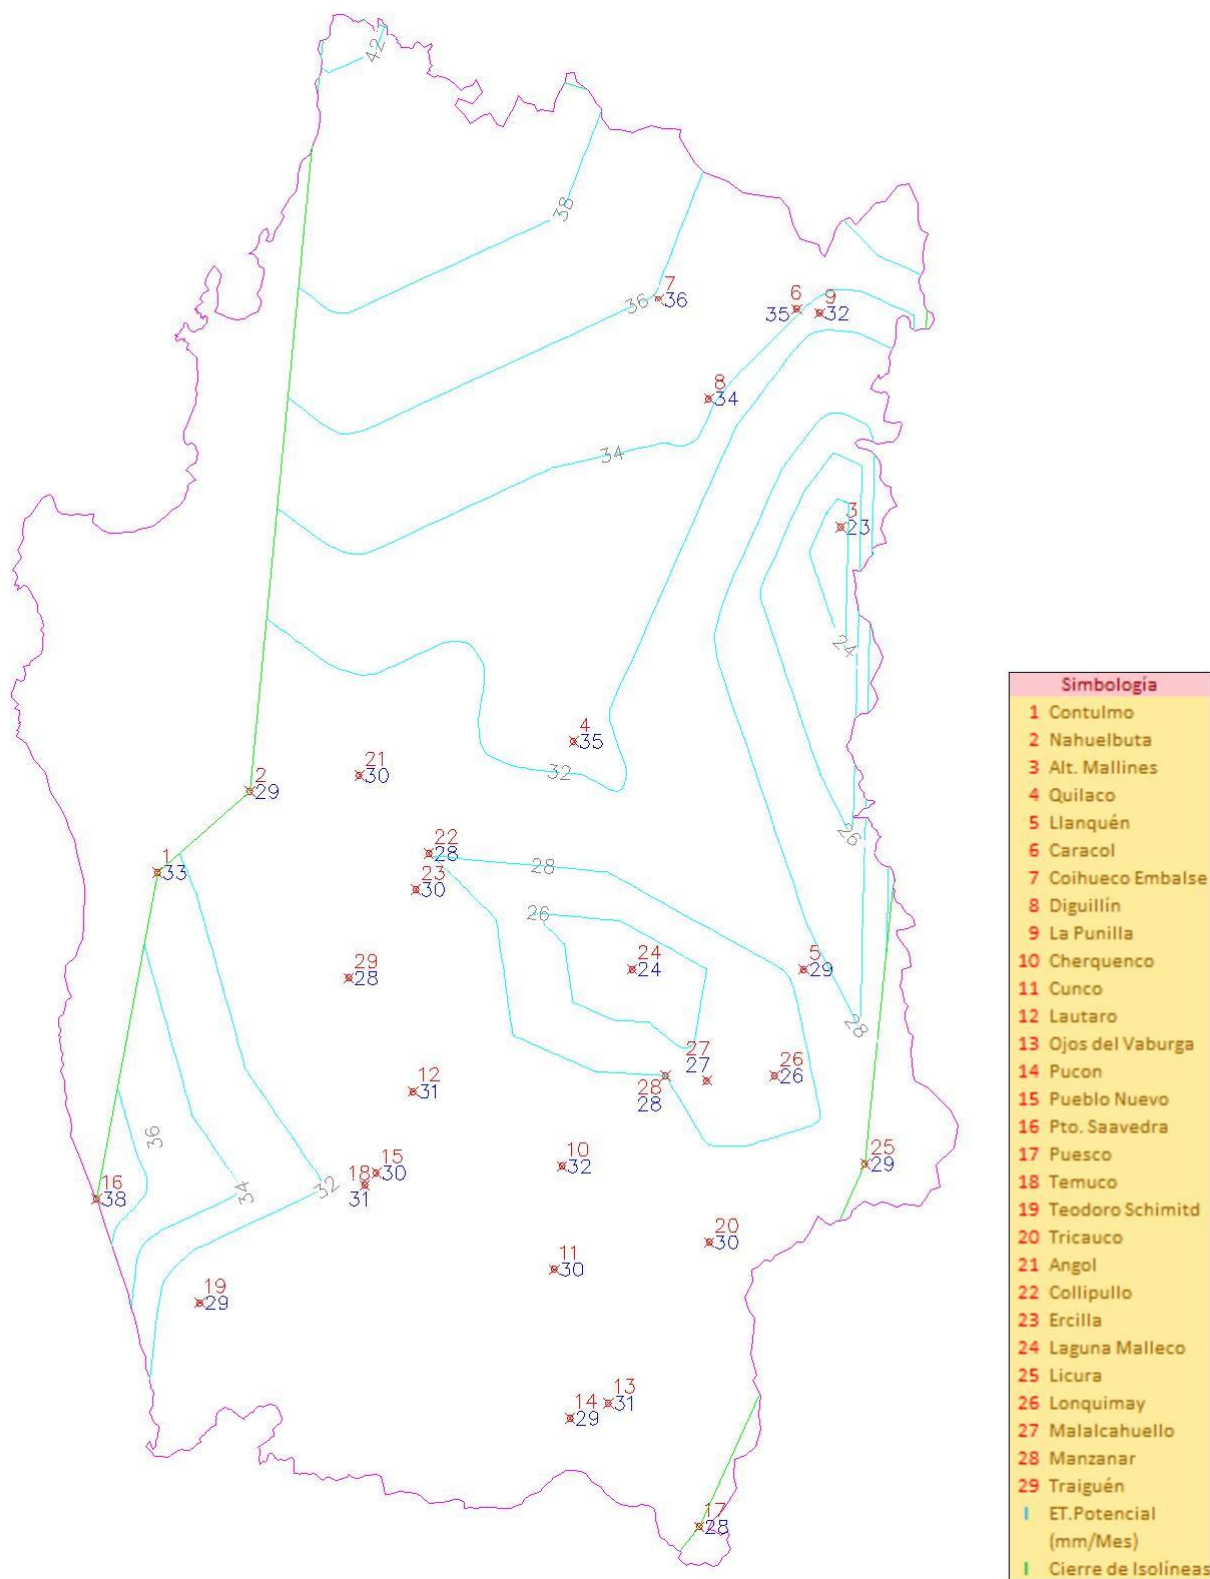 42
38
7
36
36
6
35
9
32
8
34
34
3
23
24
4
35
32
21
30
2
29
26
22
28
28
1
33
23
30
26
24
24
5
29
29
28
28
27
27
26
26
28
28
12
31
36
16
38
34
32
18
31
15
30
10
32
25
29
20
30
11
30
19
29
13
31
14
29
17
28
Simbología
1 Contulmo
2 Nahuelbuta
3 Alt. Mallines
4 Quilaco
5 Llanquén
6 Caracol
7 Coihueco Embalse
8 Diguillín
9 La Punilla
10 Cherquenco
11 Cunco
12 Lautaro
13 Ojos del Vaburga
14 Pucon
15 Pueblo Nuevo
16 Pto. Saavedra
17 Puesco
18 Temuco
19 Teodoro Schimitd
20 Tricauco
21 Angol
22 Collipullo
23 Ercilla
24 Laguna Malleco
25 Licura
26 Lonquimay
27 Malalcahuello
28 Manzanar
29 Traiguén
ET.Potencial
(mm/Mes)
Cierre de Isolíneas